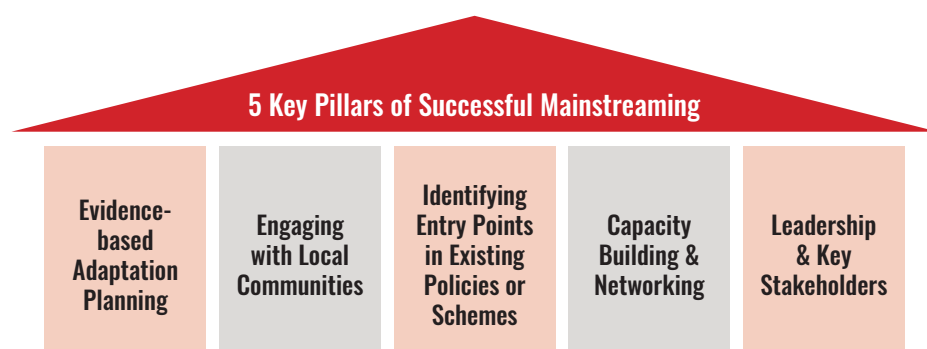 5 Key Pillars of Successful Mainstreaming
Evidence-
based
Adaptation
Planning
Engaging
with Local
Communities
Identifying
Entry Points
in Existing
Policies or
Schemes
Capacity
Building &
Networking
Leadership
& Key
Stakeholders